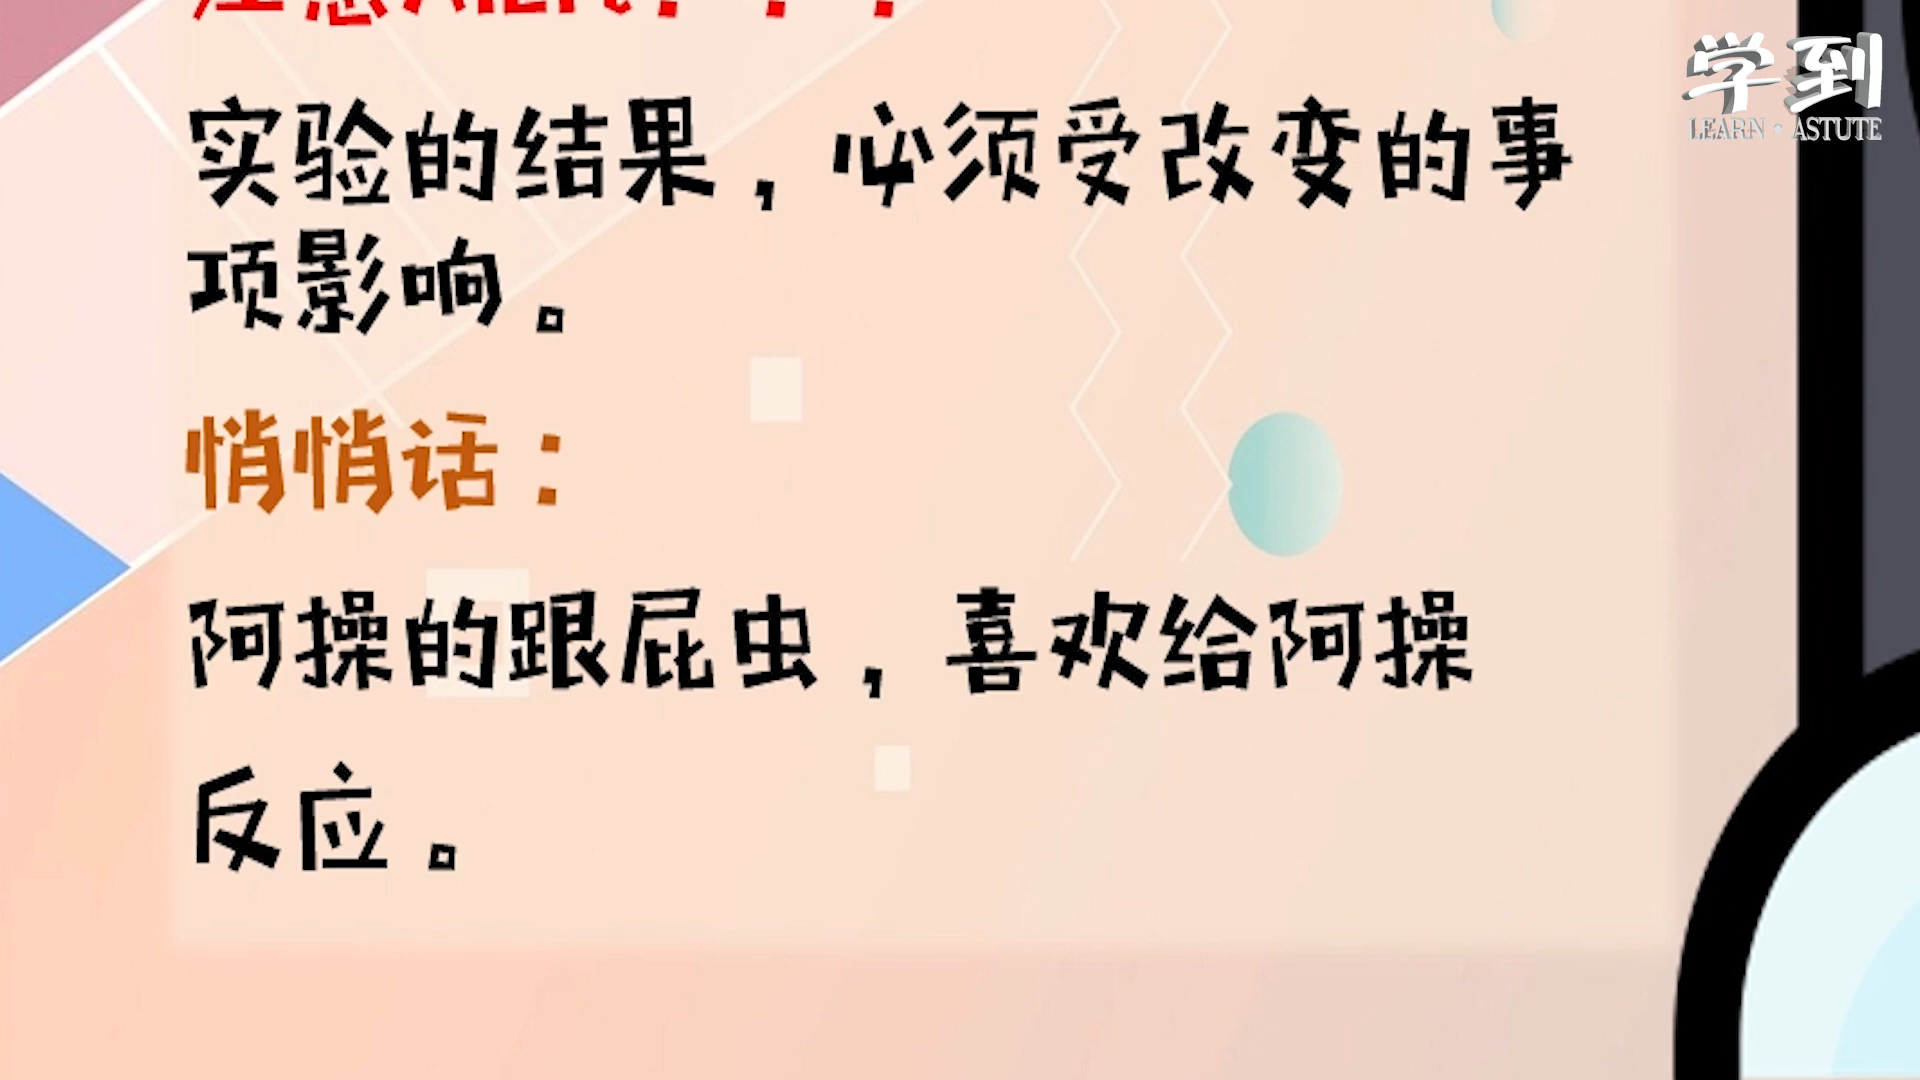 学到
LEARN · ASTUTE
实验的结果，必须受改变的事
项影响。
悄悄话：
阿操的跟屁虫，喜欢给阿操
反应。